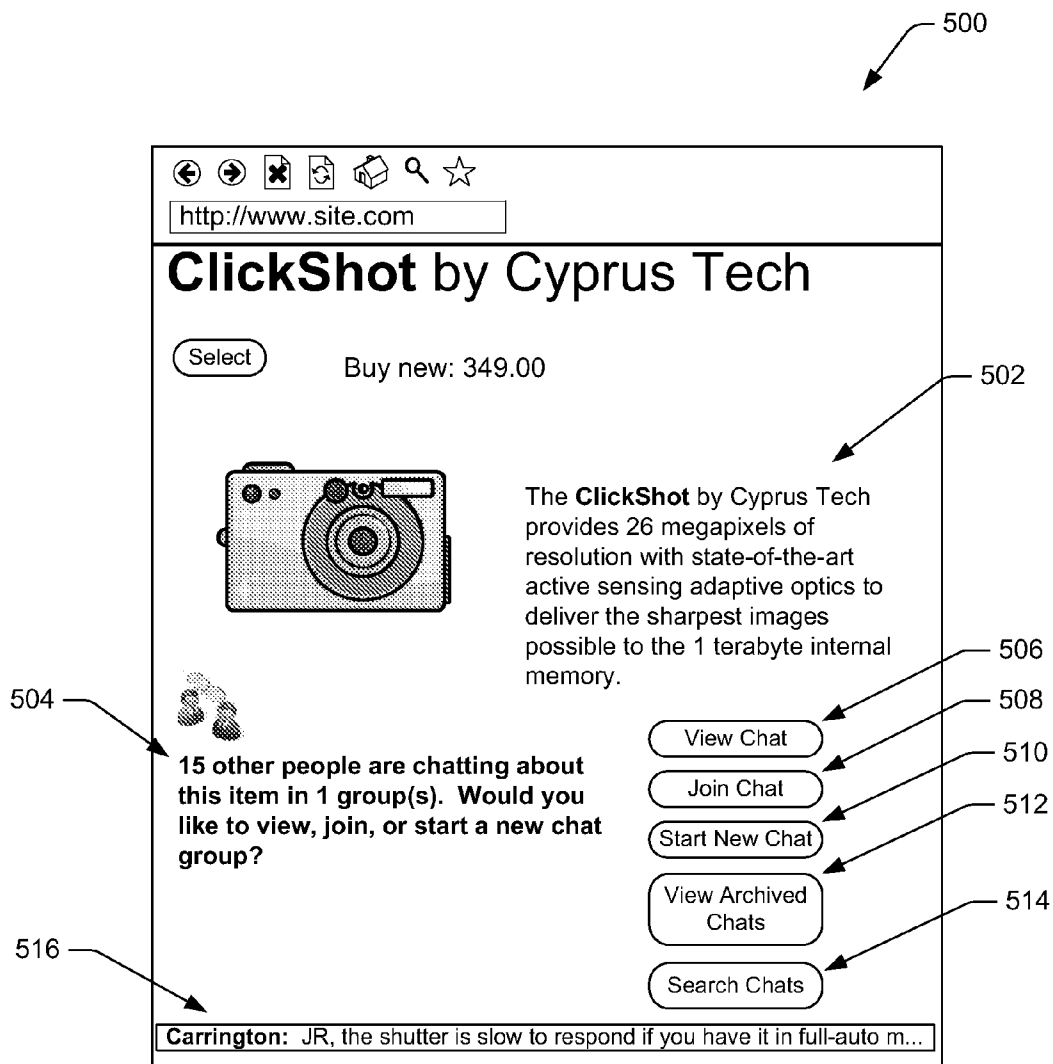 500
http://www.site.com
ClickShot by Cyprus Tech
Select
Buy new: 349.00
502
The ClickShot by Cyprus Tech
provides 26 megapixels of
resolution with state-of-the-art
active sensing adaptive optics to
deliver the sharpest images
possible to the 1 terabyte internal
memory.
504
15 other people are chatting about
this item in 1 group(s). Would you
like to view, join, or start a new chat
group?
506
View Chat
508
Join Chat
510
Start New Chat
512
View Archived
Chats
514
Search Chats
516
Carrington: JR, the shutter is slow to respond if you have it in full-auto m...